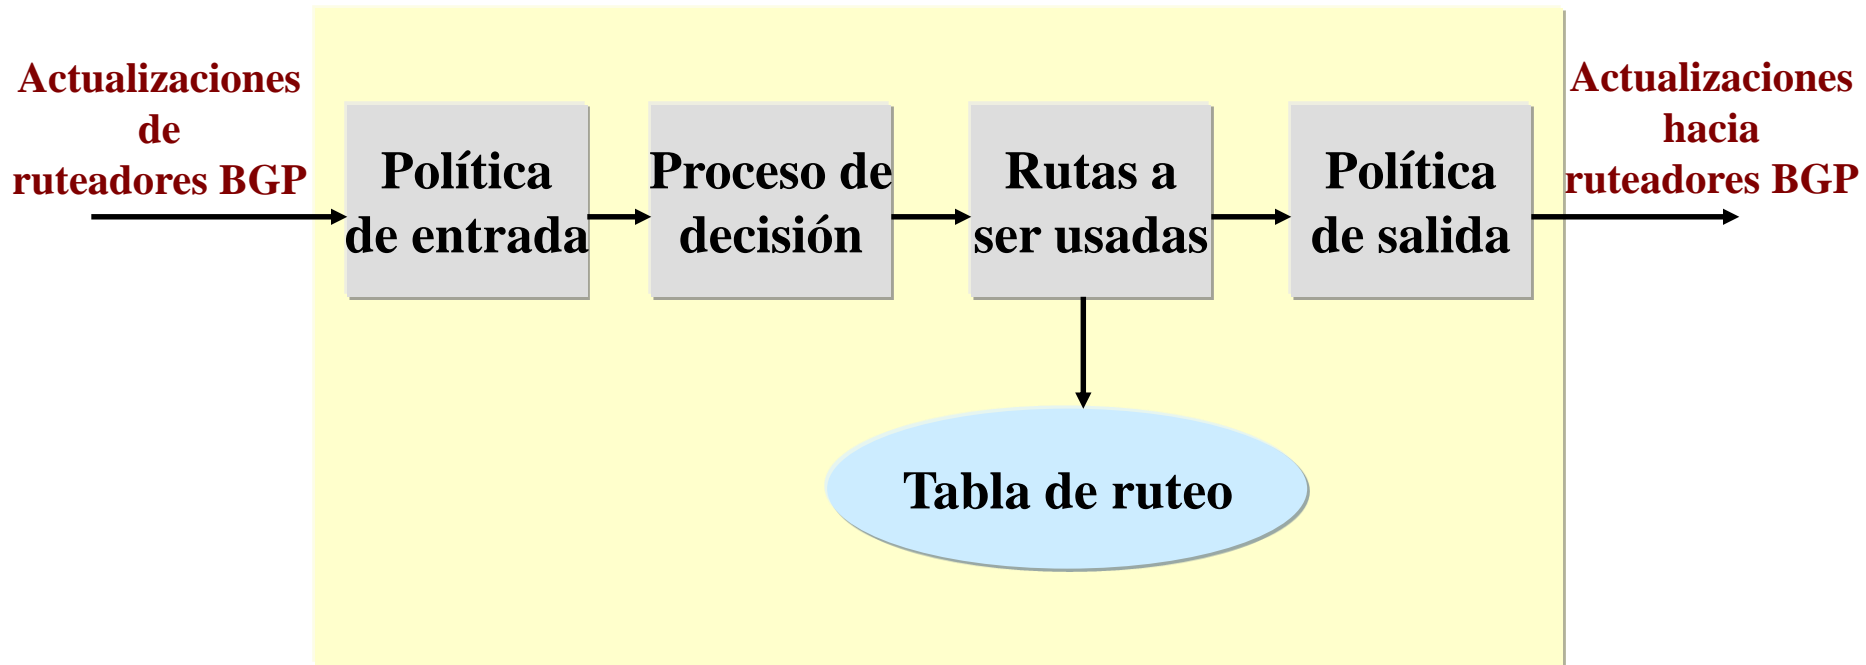 Actualizaciones
de
ruteadores BGP
Política
de entrada
Proceso de
decisión
Rutas a
ser usadas
Política
de salida
Actualizaciones
hacia
ruteadores BGP
Tabla de ruteo